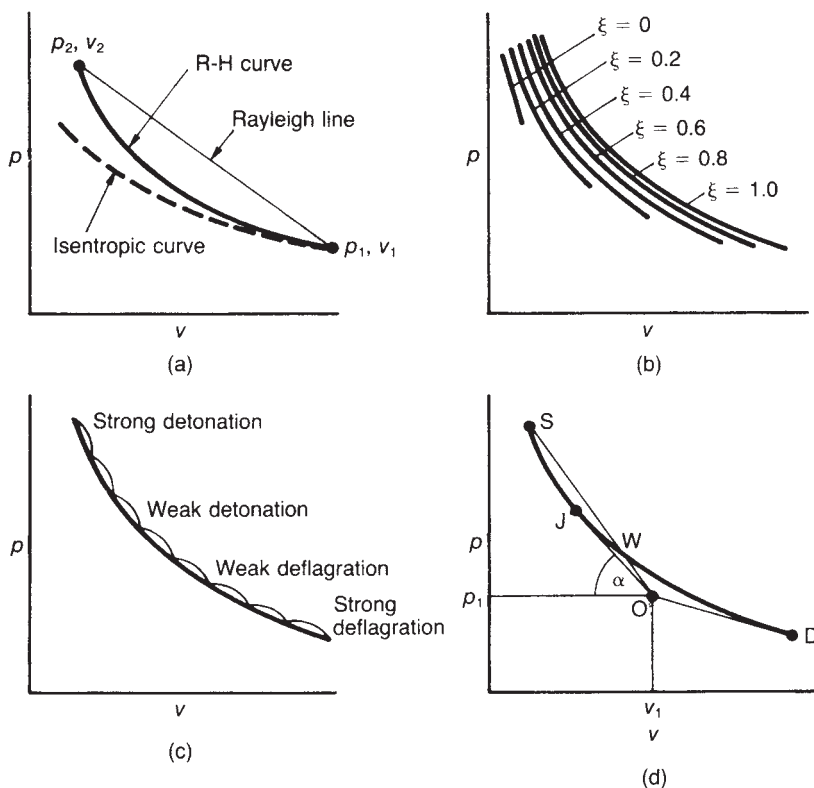 p2, v2
R-H curve
Rayleigh line
p
Isentropic curve
p1, v1
v
(a)
ξ = 0
ξ = 0.2
ξ = 0.4
ξ = 0.6
ξ = 0.8
ξ = 1.0
p
v
(b)
Strong detonation
Weak detonation
p
Weak deflagration
Strong
deflagration
v
(c)
S
J
W
p
α
p1
O
D
v1
v
(d)